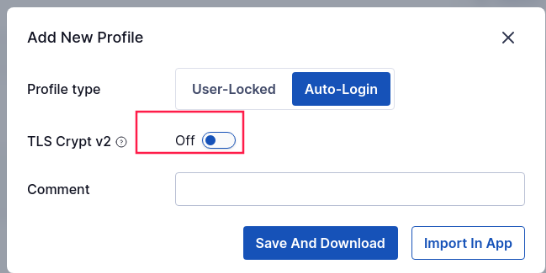 Add New Profile
Profile type User-Locked Auto-Login
TLS Crypt v2 ? Off
Comment
Save And Download Import In App